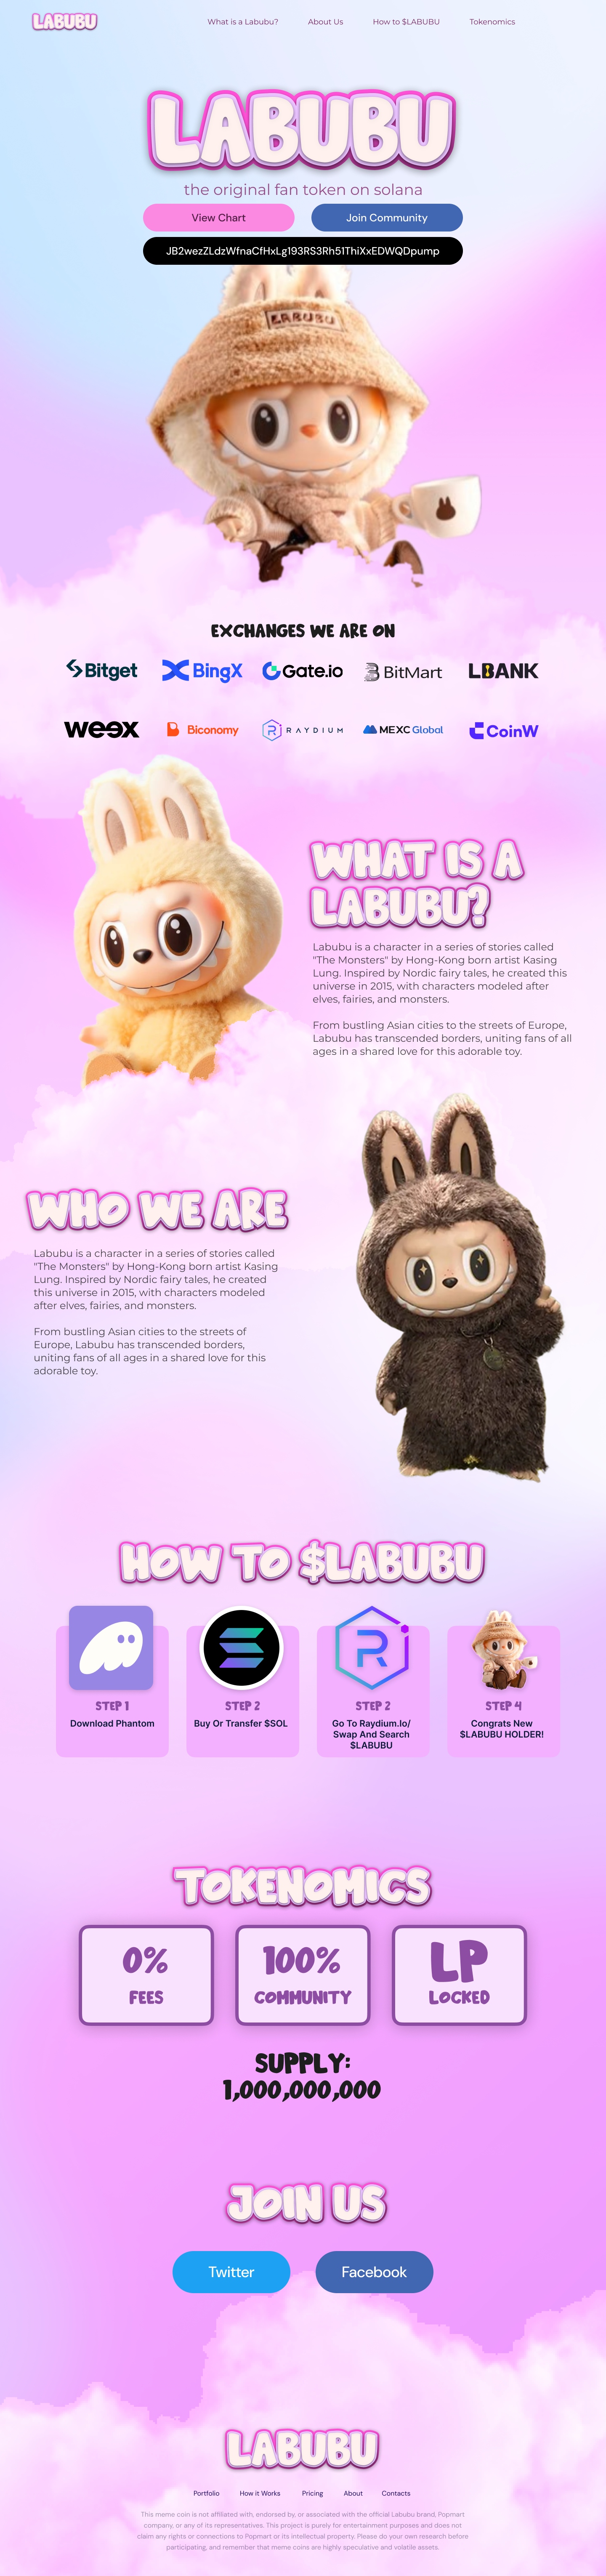 LABUBU
What is a Labubu? About Us How to $LABUBU Tokenomics
LABUBU
the original fan token on solana
View Chart Join Community
JB2wezZLdzWfnaCfHxLg193RS3Rh51ThiXxEDWQDpump
LABUBU
EXCHANGES WE ARE ON
Bitget BingX Gate.io BitMart LBANK
WEEX Biconomy RAYDIUM MEXC Global CoinW
WHAT IS A
LABUBU?
Labubu is a character in a series of stories called
"The Monsters" by Hong-Kong born artist Kasing
Lung. Inspired by Nordic fairy tales, he created this
universe in 2015, with characters modeled after
elves, fairies, and monsters.
From bustling Asian cities to the streets of Europe,
Labubu has transcended borders, uniting fans of all
ages in a shared love for this adorable toy.
WHO WE ARE
Labubu is a character in a series of stories called
"The Monsters" by Hong-Kong born artist Kasing
Lung. Inspired by Nordic fairy tales, he created
this universe in 2015, with characters modeled
after elves, fairies, and monsters.
From bustling Asian cities to the streets of
Europe, Labubu has transcended borders,
uniting fans of all ages in a shared love for this
adorable toy.
HOW TO $LABUBU
STEP 1
Download Phantom
STEP 2
Buy Or Transfer $SOL
STEP 2
Go To Raydium.Io/
Swap And Search
$LABUBU
STEP 4
Congrats New
$LABUBU HOLDER!
TOKENOMICS
0%
FEES
100%
COMMUNITY
LP
LOCKED
SUPPLY:
1,000,000,000
JOIN US
Twitter Facebook
LABUBU
Portfolio How it Works Pricing About Contacts
This meme coin is not affiliated with, endorsed by, or associated with the official Labubu brand, Popmart
company, or any of its representatives. This project is purely for entertainment purposes and does not
claim any rights or connections to Popmart or its intellectual property. Please do your own research before
participating, and remember that meme coins are highly speculative and volatile assets.